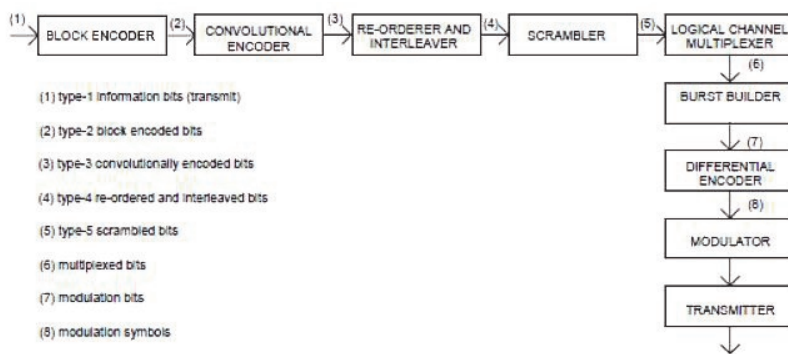 (1) BLOCK ENCODER (2) CONVOLUTIONAL ENCODER (3) RE-ORDERER AND INTERLEAVER (4) SCRAMBLER (5) LOGICAL CHANNEL MULTIPLEXER
(6)
BURST BUILDER
(7)
DIFFERENTIAL ENCODER
(8)
MODULATOR
TRANSMITTER
(1) type-1 information bits (transmit)
(2) type-2 block encoded bits
(3) type-3 convolutionally encoded bits
(4) type-4 re-ordered and interleaved bits
(5) type-5 scrambled bits
(6) multiplexed bits
(7) modulation bits
(8) modulation symbols